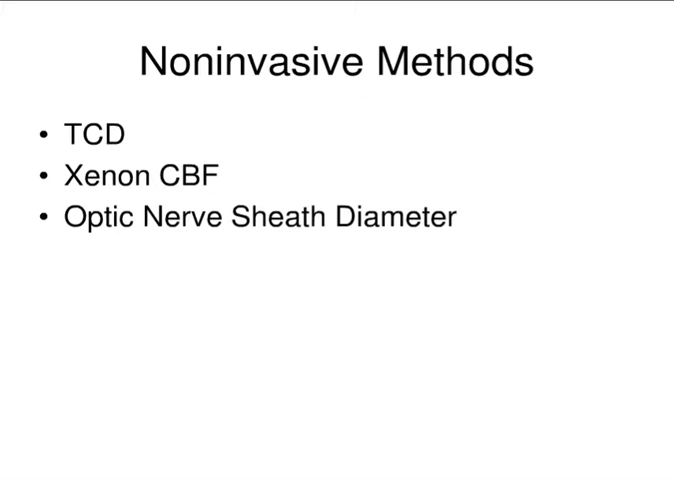 Noninvasive Methods
• TCD
• Xenon CBF
• Optic Nerve Sheath Diameter